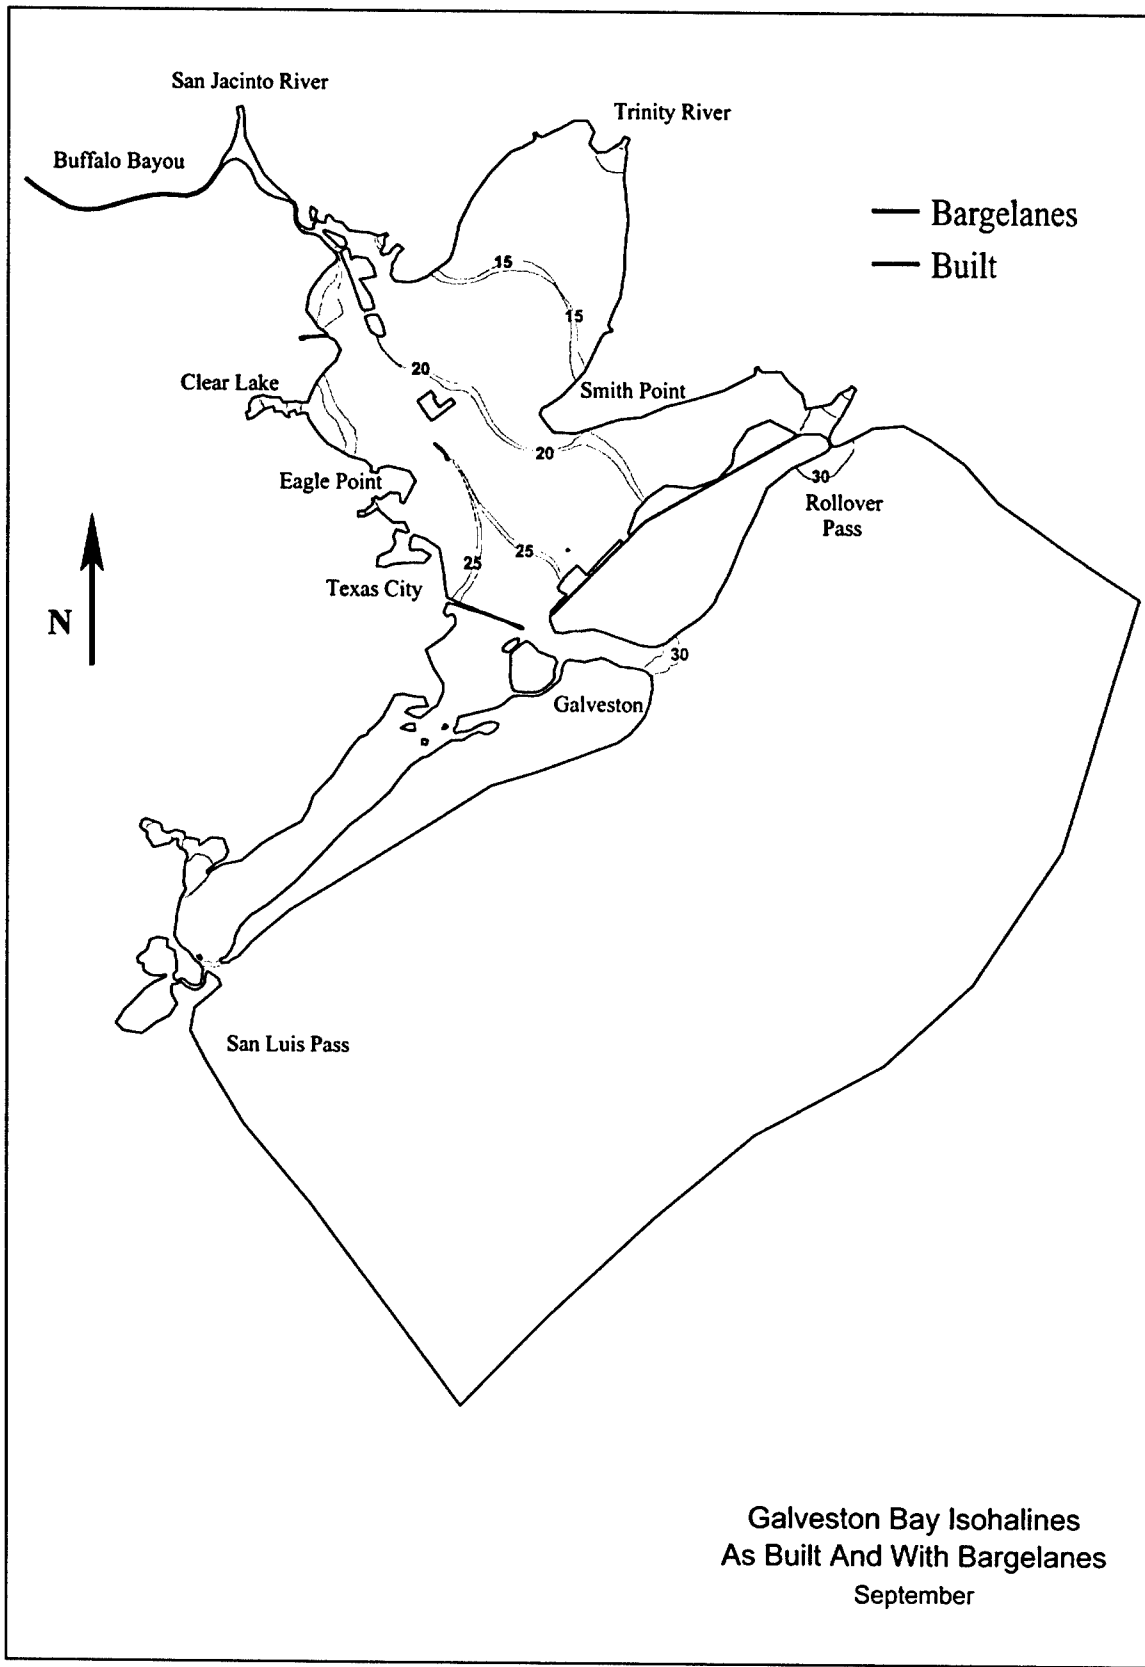 San Jacinto River
Trinity River
Buffalo Bayou
Bargelanes
Built
15
15
20
Clear Lake
Smith Point
20
Eagle Point
30
Rollover
Pass
25
25
Texas City
N
30
Galveston
San Luis Pass
Galveston Bay Isohalines
As Built And With Bargelanes
September